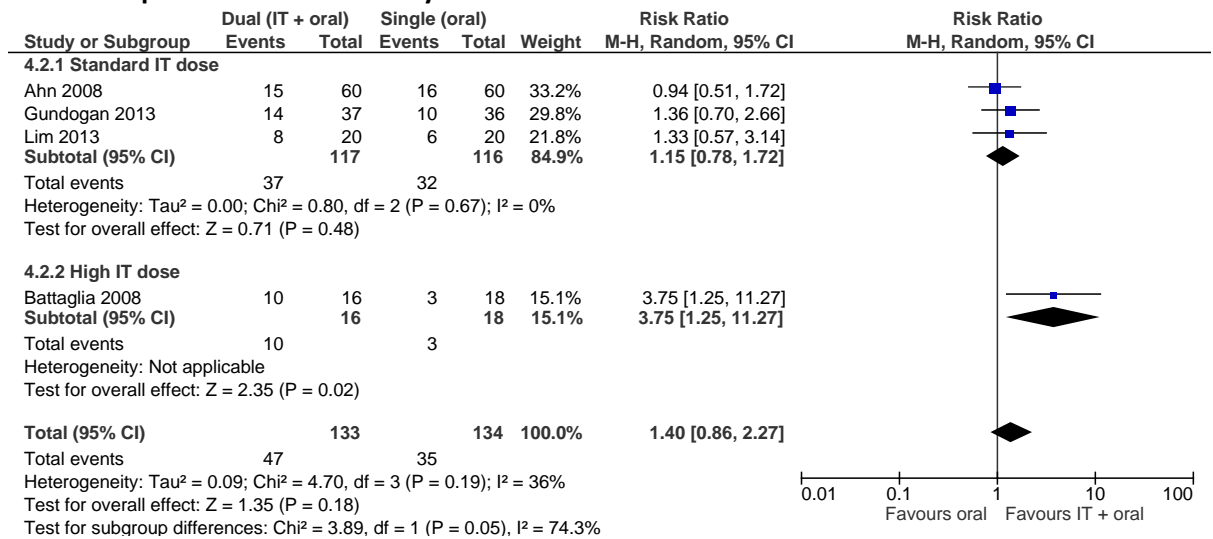 Dual (IT + oral) Single (oral) Risk Ratio Risk Ratio
Study or Subgroup Events Total Events Total Weight M-H, Random, 95% CI M-H, Random, 95% CI
4.2.1 Standard IT dose
Ahn 2008 15 60 16 60 33.2% 0.94 [0.51, 1.72]
Gundogan 2013 14 37 10 36 29.8% 1.36 [0.70, 2.66]
Lim 2013 8 20 6 20 21.8% 1.33 [0.57, 3.14]
Subtotal (95% CI) 117 116 84.9% 1.15 [0.78, 1.72]
Total events 37 32
Heterogeneity: Tau² = 0.00; Chi² = 0.80, df = 2 (P = 0.67); I² = 0%
Test for overall effect: Z = 0.71 (P = 0.48)
4.2.2 High IT dose
Battaglia 2008 10 16 3 18 15.1% 3.75 [1.25, 11.27]
Subtotal (95% CI) 16 18 15.1% 3.75 [1.25, 11.27]
Total events 10 3
Heterogeneity: Not applicable
Test for overall effect: Z = 2.35 (P = 0.02)
Total (95% CI) 133 134 100.0% 1.40 [0.86, 2.27]
Total events 47 35
Heterogeneity: Tau² = 0.09; Chi² = 4.70, df = 3 (P = 0.19); I² = 36%
Test for overall effect: Z = 1.35 (P = 0.18)
Test for subgroup differences: Chi² = 3.89, df = 1 (P = 0.05), I² = 74.3%
0.01 0.1 1 10 100
Favours oral Favours IT + oral